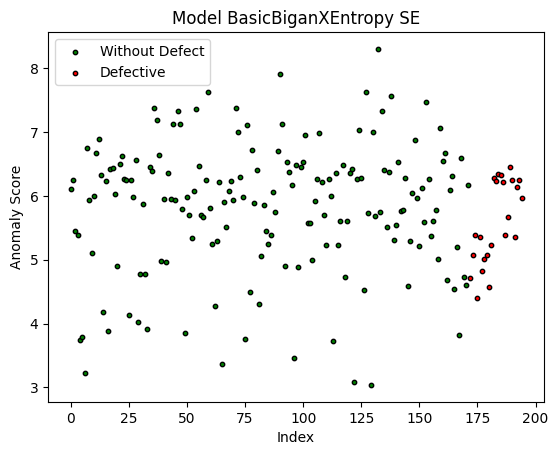 Model BasicBiganXEntropy SE
Without Defect
Defective
Anomaly Score
8
7
6
5
4
3
0 25 50 75 100 125 150 175 200
Index